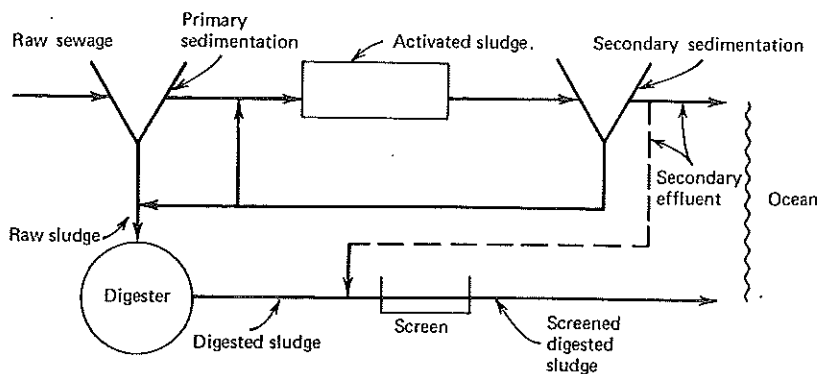 Raw sewage
Primary
sedimentation
Activated sludge.
Secondary sedimentation
Secondary
effluent
Ocean
Raw sludge
Digester
Digested sludge
Screen
Screened
digested
sludge